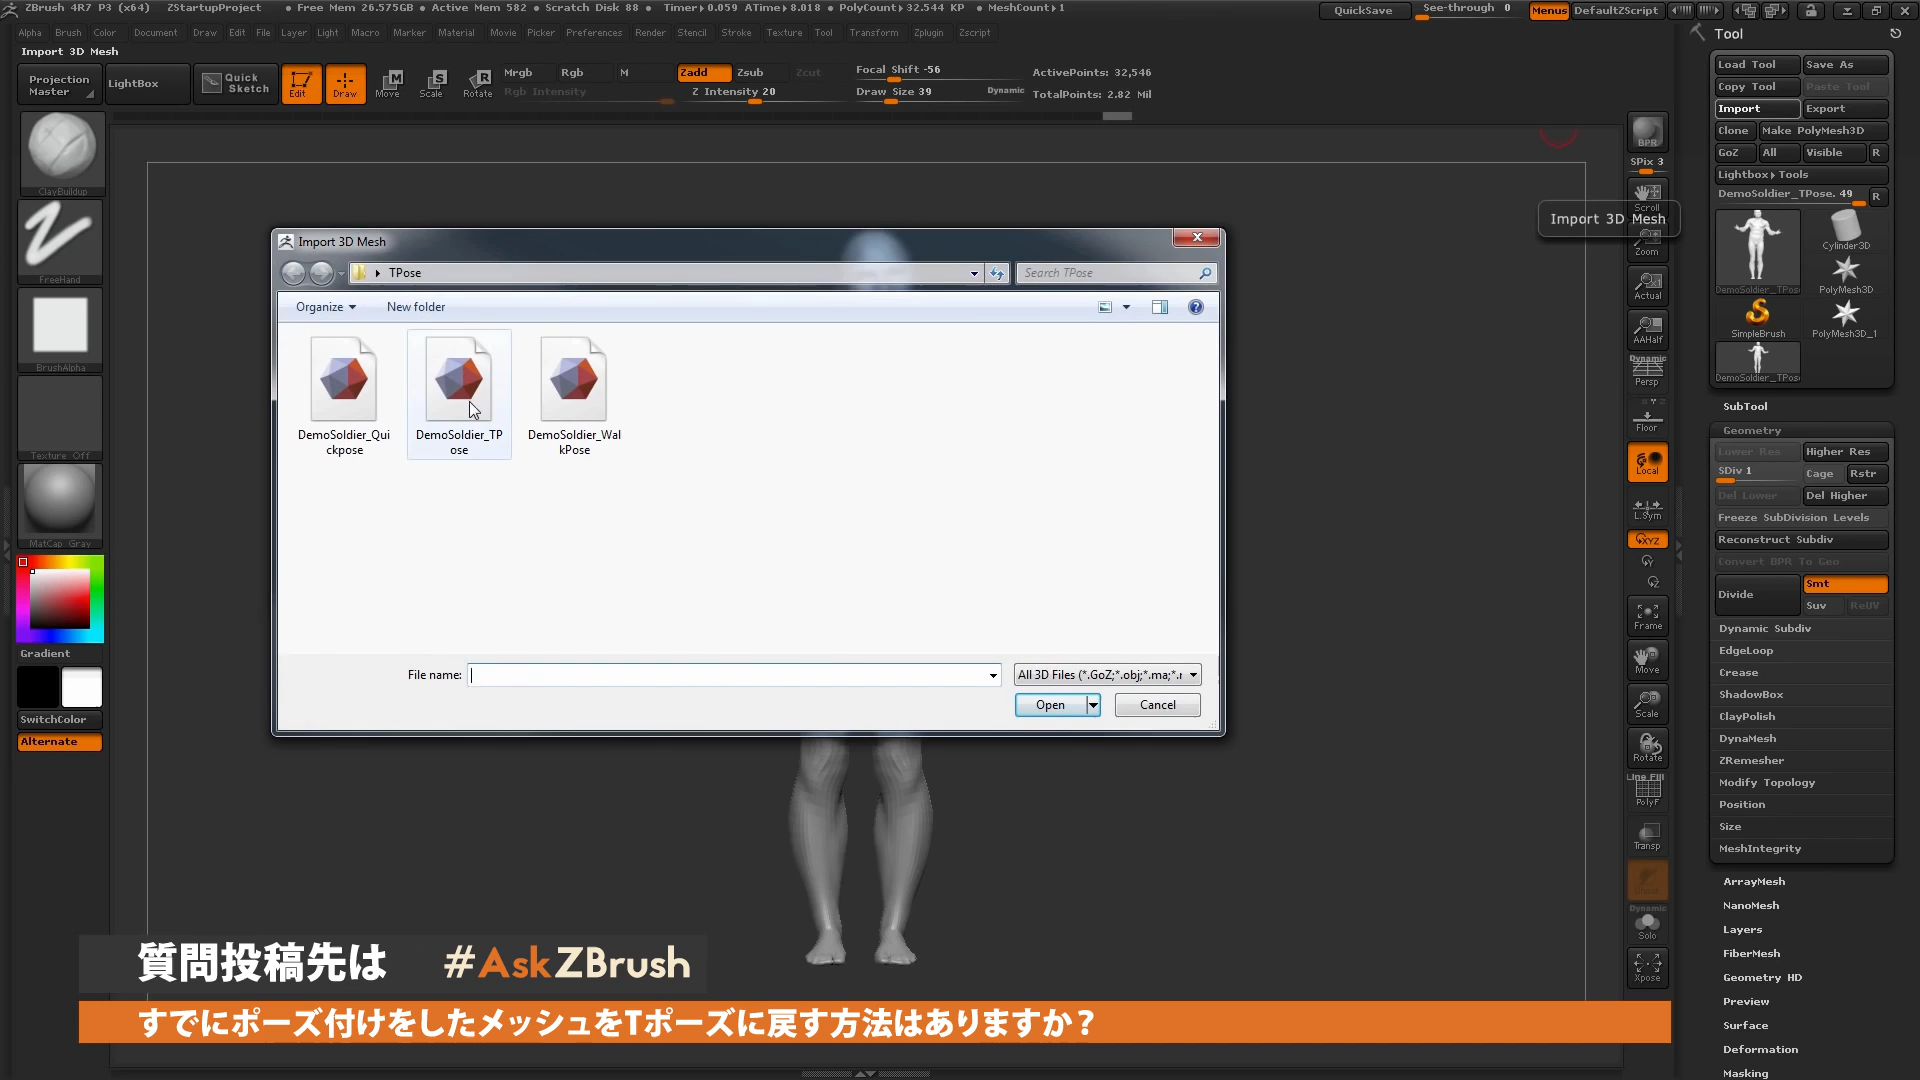 ZBrush 4R7 P3 (x64) ZStartupProject • Free Mem 26.575GB • Active Mem 582 • Scratch Disk 88 • Timer▸0.059 ATime▸8.018 • PolyCount▸32.544 KP • MeshCount▸1 QuickSave See-through 0 Menus DefaultZScript
Alpha Brush Color Document Draw Edit File Layer Light Macro Marker Material Movie Picker Preferences Render Stencil Stroke Texture Tool Transform Zplugin Zscript
Import 3D Mesh
Projection Master
LightBox
Quick Sketch
Edit
Draw
Move
Scale
Rotate
Mrgb Rgb M
Rgb Intensity
Zadd Zsub Zcut
Z Intensity 20
Focal Shift -56
Draw Size 39
Dynamic
ActivePoints: 32,546
TotalPoints: 2.82 Mil
ClayBuildup
FreeHand
BrushAlpha
Texture Off
MatCap Gray
Gradient
SwitchColor
Alternate
Import 3D Mesh
TPose
Search TPose
Organize
New folder
DemoSoldier_Quickpose
DemoSoldier_TPose
DemoSoldier_WalkPose
File name:
All 3D Files (*.GoZ;*.obj;*.ma;*.r
Open
Cancel
BPR
SPix 3
Scroll
Zoom
Actual
AAHalf
Dynamic
Persp
Floor
Local
L.Sym
XYZ
Frame
Move
Scale
Rotate
Line Fill
PolyF
Transp
Dynamic
Solo
Xpose
Import 3D Mesh
Tool
Load Tool Save As
Copy Tool Paste Tool
Import Export
Clone Make PolyMesh3D
GoZ All Visible R
Lightbox▸Tools
DemoSoldier_TPose. 49 R
DemoSoldier_TPos
Cylinder3D
PolyMesh3D
SimpleBrush
PolyMesh3D_1
DemoSoldier_TPos
SubTool
Geometry
Lower Res Higher Res
SDiv 1 Cage Rstr
Del Lower Del Higher
Freeze SubDivision Levels
Reconstruct Subdiv
Convert BPR To Geo
Divide
Smt
Suv ReUV
Dynamic Subdiv
EdgeLoop
Crease
ShadowBox
ClayPolish
DynaMesh
ZRemesher
Modify Topology
Position
Size
MeshIntegrity
ArrayMesh
NanoMesh
Layers
FiberMesh
Geometry HD
Preview
Surface
Deformation
Masking
質問投稿先は #AskZBrush
すでにポーズ付けをしたメッシュをTポーズに戻す方法はありますか？